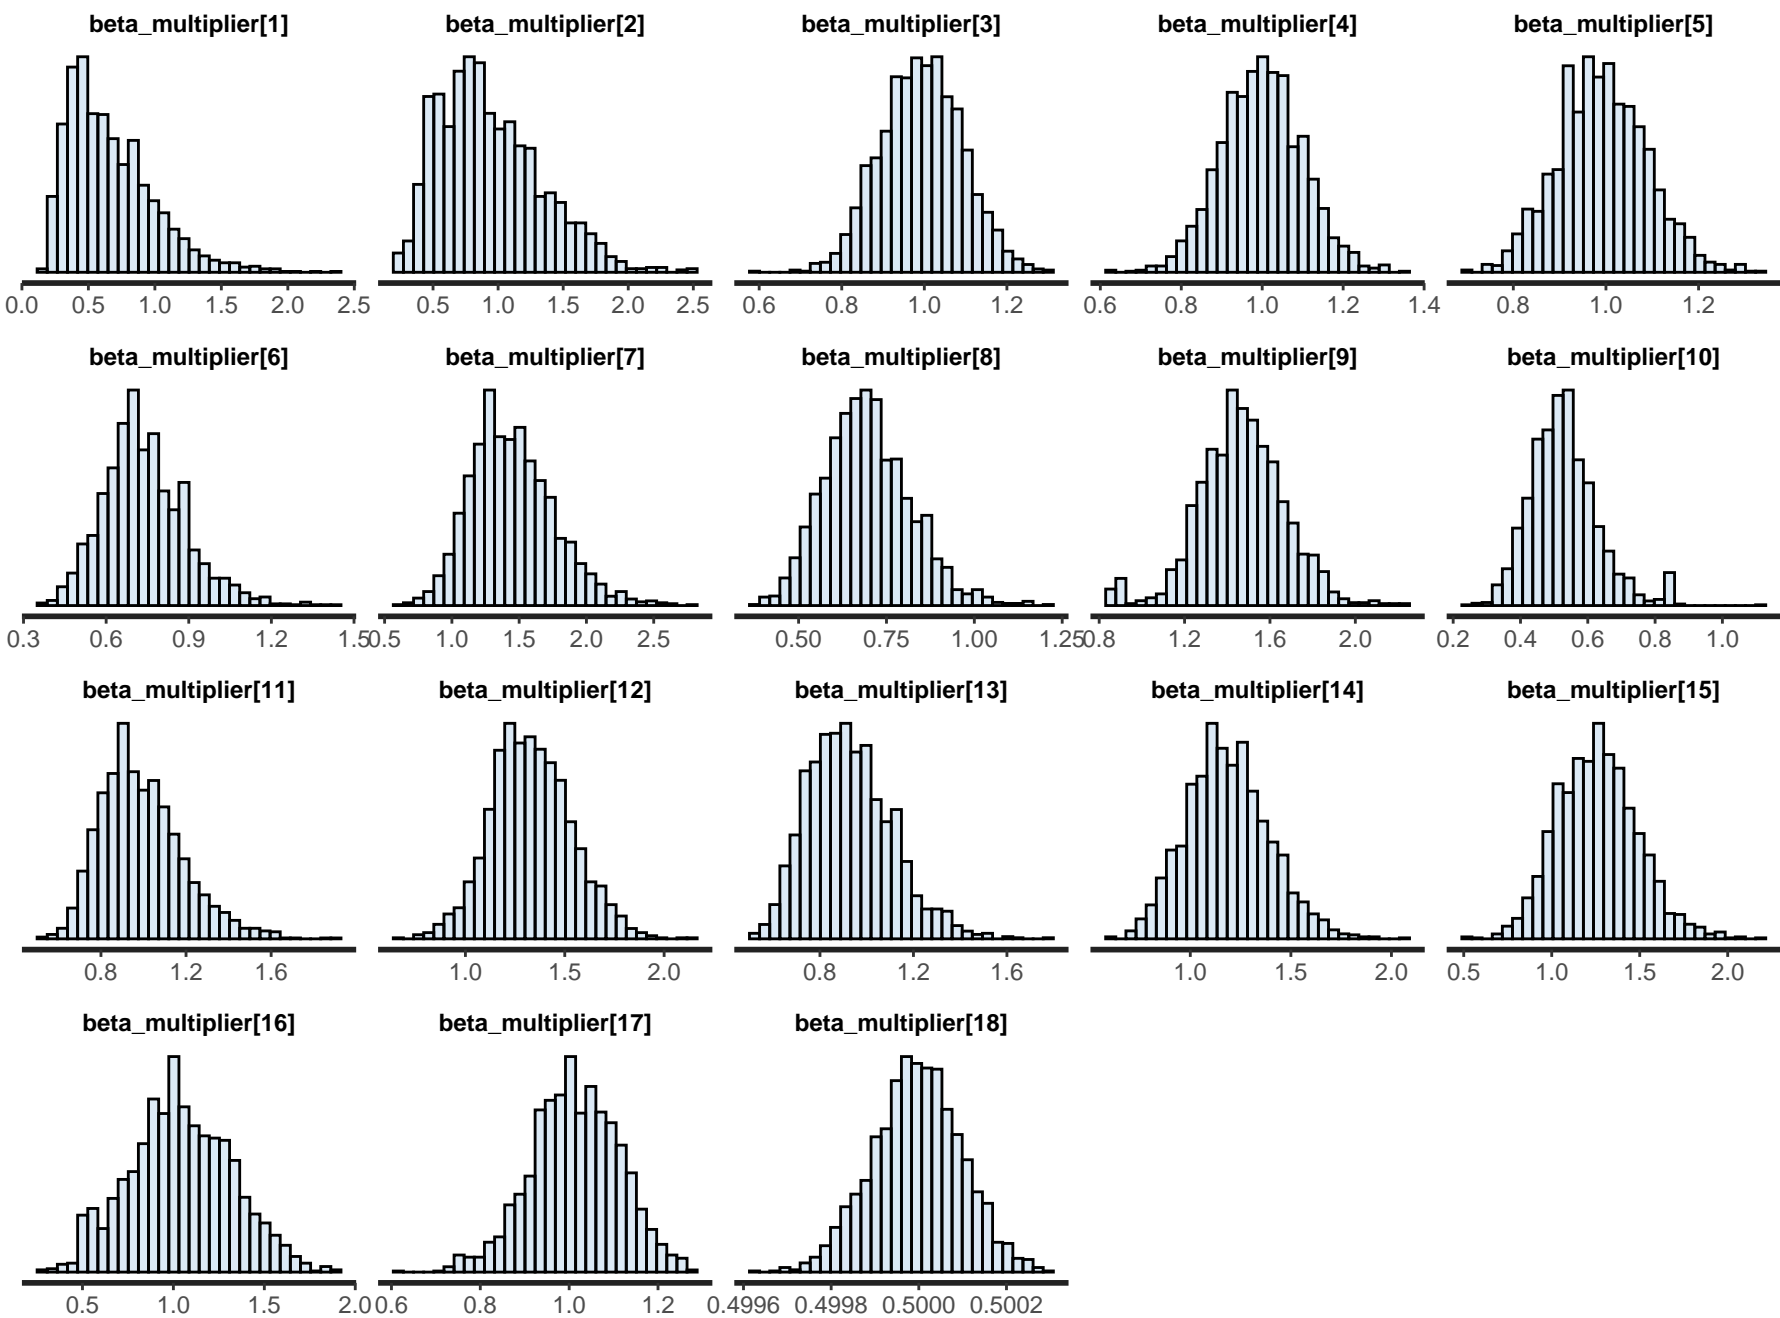 beta_multiplier[1] beta_multiplier[2] beta_multiplier[3] beta_multiplier[4] beta_multiplier[5]
0.0 0.5 1.0 1.5 2.0 2.5 0.5 1.0 1.5 2.0 2.5 0.6 0.8 1.0 1.2 0.6 0.8 1.0 1.2 1.4 0.8 1.0 1.2
beta_multiplier[6] beta_multiplier[7] beta_multiplier[8] beta_multiplier[9] beta_multiplier[10]
0.3 0.6 0.9 1.2 1.5 0.5 1.0 1.5 2.0 2.5 0.50 0.75 1.00 1.25 0.8 1.2 1.6 2.0 0.2 0.4 0.6 0.8 1.0
beta_multiplier[11] beta_multiplier[12] beta_multiplier[13] beta_multiplier[14] beta_multiplier[15]
0.8 1.2 1.6 1.0 1.5 2.0 0.8 1.2 1.6 1.0 1.5 2.0 0.5 1.0 1.5 2.0
beta_multiplier[16] beta_multiplier[17] beta_multiplier[18]
0.5 1.0 1.5 2.0 0.6 0.8 1.0 1.2 0.4996 0.4998 0.5000 0.5002